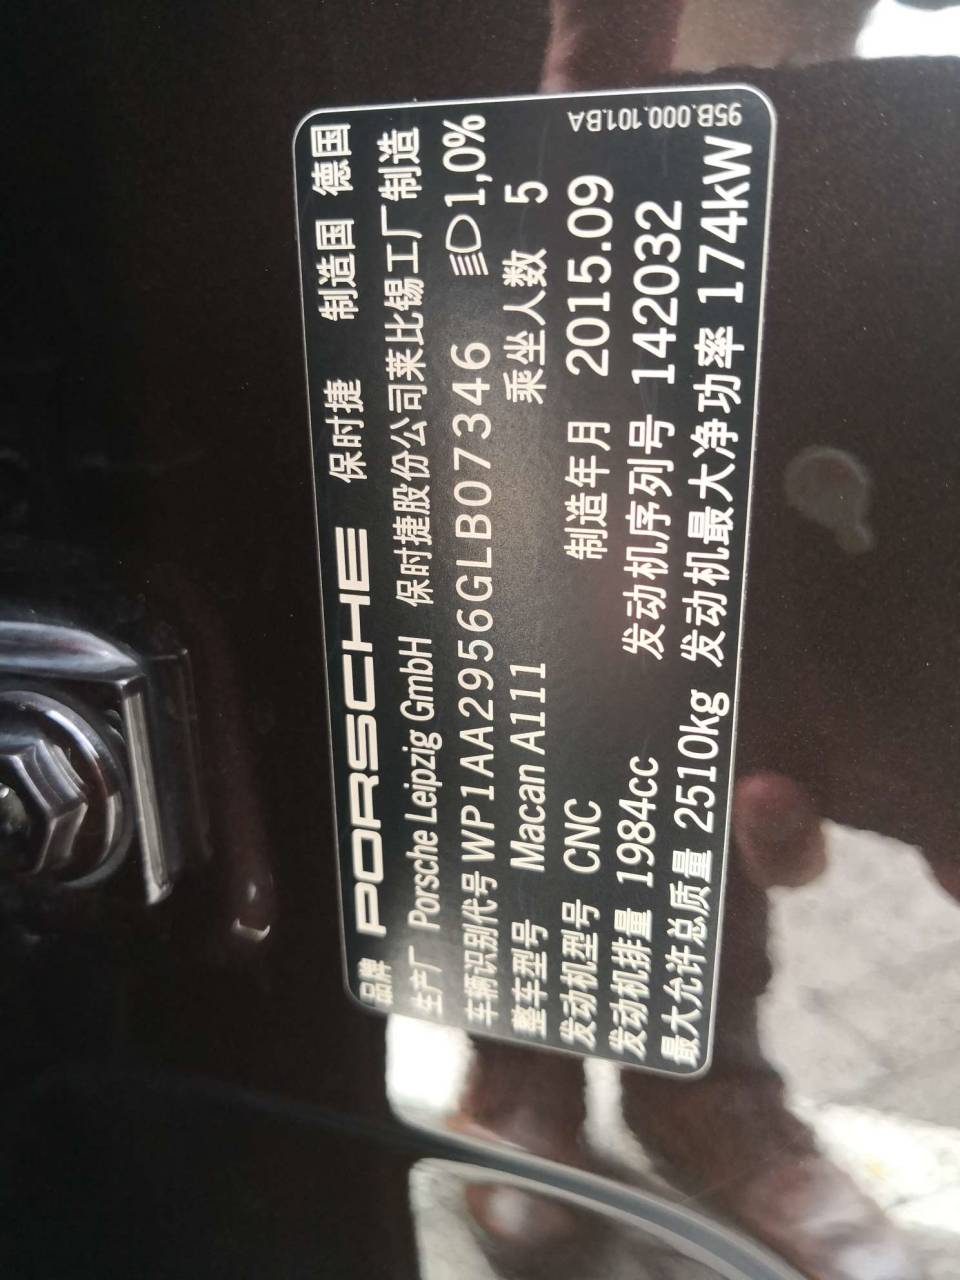 品牌 PORSCHE 保时捷 制造国 德国
生产厂 Porsche Leipzig GmbH 保时捷股份公司莱比锡工厂制造
车辆识别代号 WP1AA2956GLB07346 1,0%
整车型号 Macan A111 乘坐人数 5
发动机型号 CNC 制造年月 2015.09
发动机排量 1984cc 发动机序列号 142032
最大允许总质量 2510kg 发动机最大净功率 174kW
95B.000.101.BA